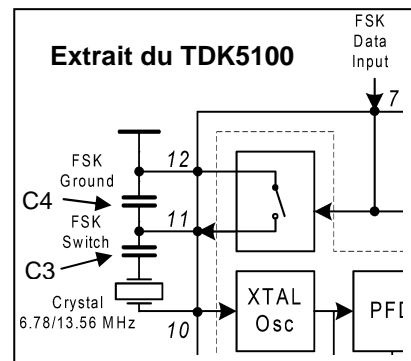 Extrait du TDK5100
FSK
Data
Input
7
12
FSK
Ground
C4
11
FSK
Switch
C3
Crystal
6.78/13.56 MHz
10
XTAL
Osc
PFD